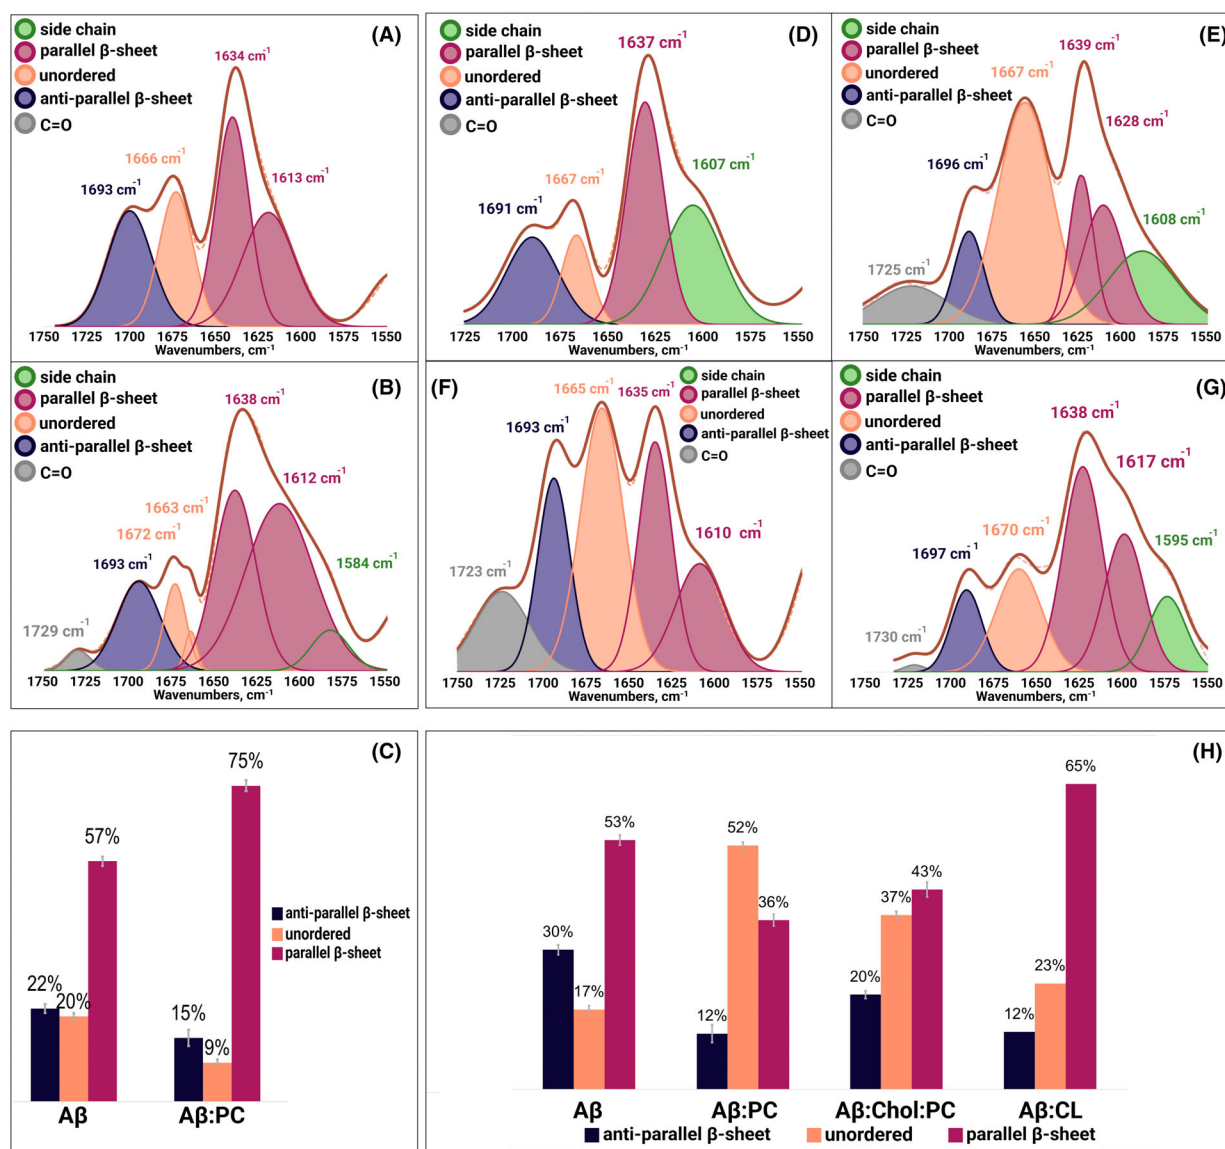 (A)
side chain
parallel β-sheet
unordered
anti-parallel β-sheet
C=O
1693 cm-1
1666 cm-1
1634 cm-1
1613 cm-1
1750 1725 1700 1675 1650 1625 1600 1575 1550
Wavenumbers, cm-1
(D)
side chain
parallel β-sheet
unordered
anti-parallel β-sheet
C=O
1691 cm-1
1667 cm-1
1637 cm-1
1607 cm-1
1725 1700 1675 1650 1625 1600 1575 1550
Wavenumbers, cm-1
(E)
side chain
parallel β-sheet
unordered
anti-parallel β-sheet
C=O
1725 cm-1
1696 cm-1
1667 cm-1
1639 cm-1
1628 cm-1
1608 cm-1
1750 1725 1700 1675 1650 1625 1600 1575 1550
Wavenumbers, cm-1
(B)
side chain
parallel β-sheet
unordered
anti-parallel β-sheet
C=O
1729 cm-1
1693 cm-1
1672 cm-1
1663 cm-1
1638 cm-1
1612 cm-1
1584 cm-1
1750 1725 1700 1675 1650 1625 1600 1575 1550
Wavenumbers, cm-1
(F)
side chain
parallel β-sheet
unordered
anti-parallel β-sheet
C=O
1723 cm-1
1693 cm-1
1665 cm-1
1635 cm-1
1610 cm-1
1750 1725 1700 1675 1650 1625 1600 1575 1550
Wavenumbers, cm-1
(G)
side chain
parallel β-sheet
unordered
anti-parallel β-sheet
C=O
1730 cm-1
1697 cm-1
1670 cm-1
1638 cm-1
1617 cm-1
1595 cm-1
1750 1725 1700 1675 1650 1625 1600 1575 1550
Wavenumbers, cm-1
(C)
22%
20%
57%
15%
9%
75%
anti-parallel β-sheet
unordered
parallel β-sheet
Aβ
Aβ:PC
(H)
30%
17%
53%
12%
52%
36%
20%
37%
43%
12%
23%
65%
Aβ
Aβ:PC
Aβ:Chol:PC
Aβ:CL
anti-parallel β-sheet
unordered
parallel β-sheet